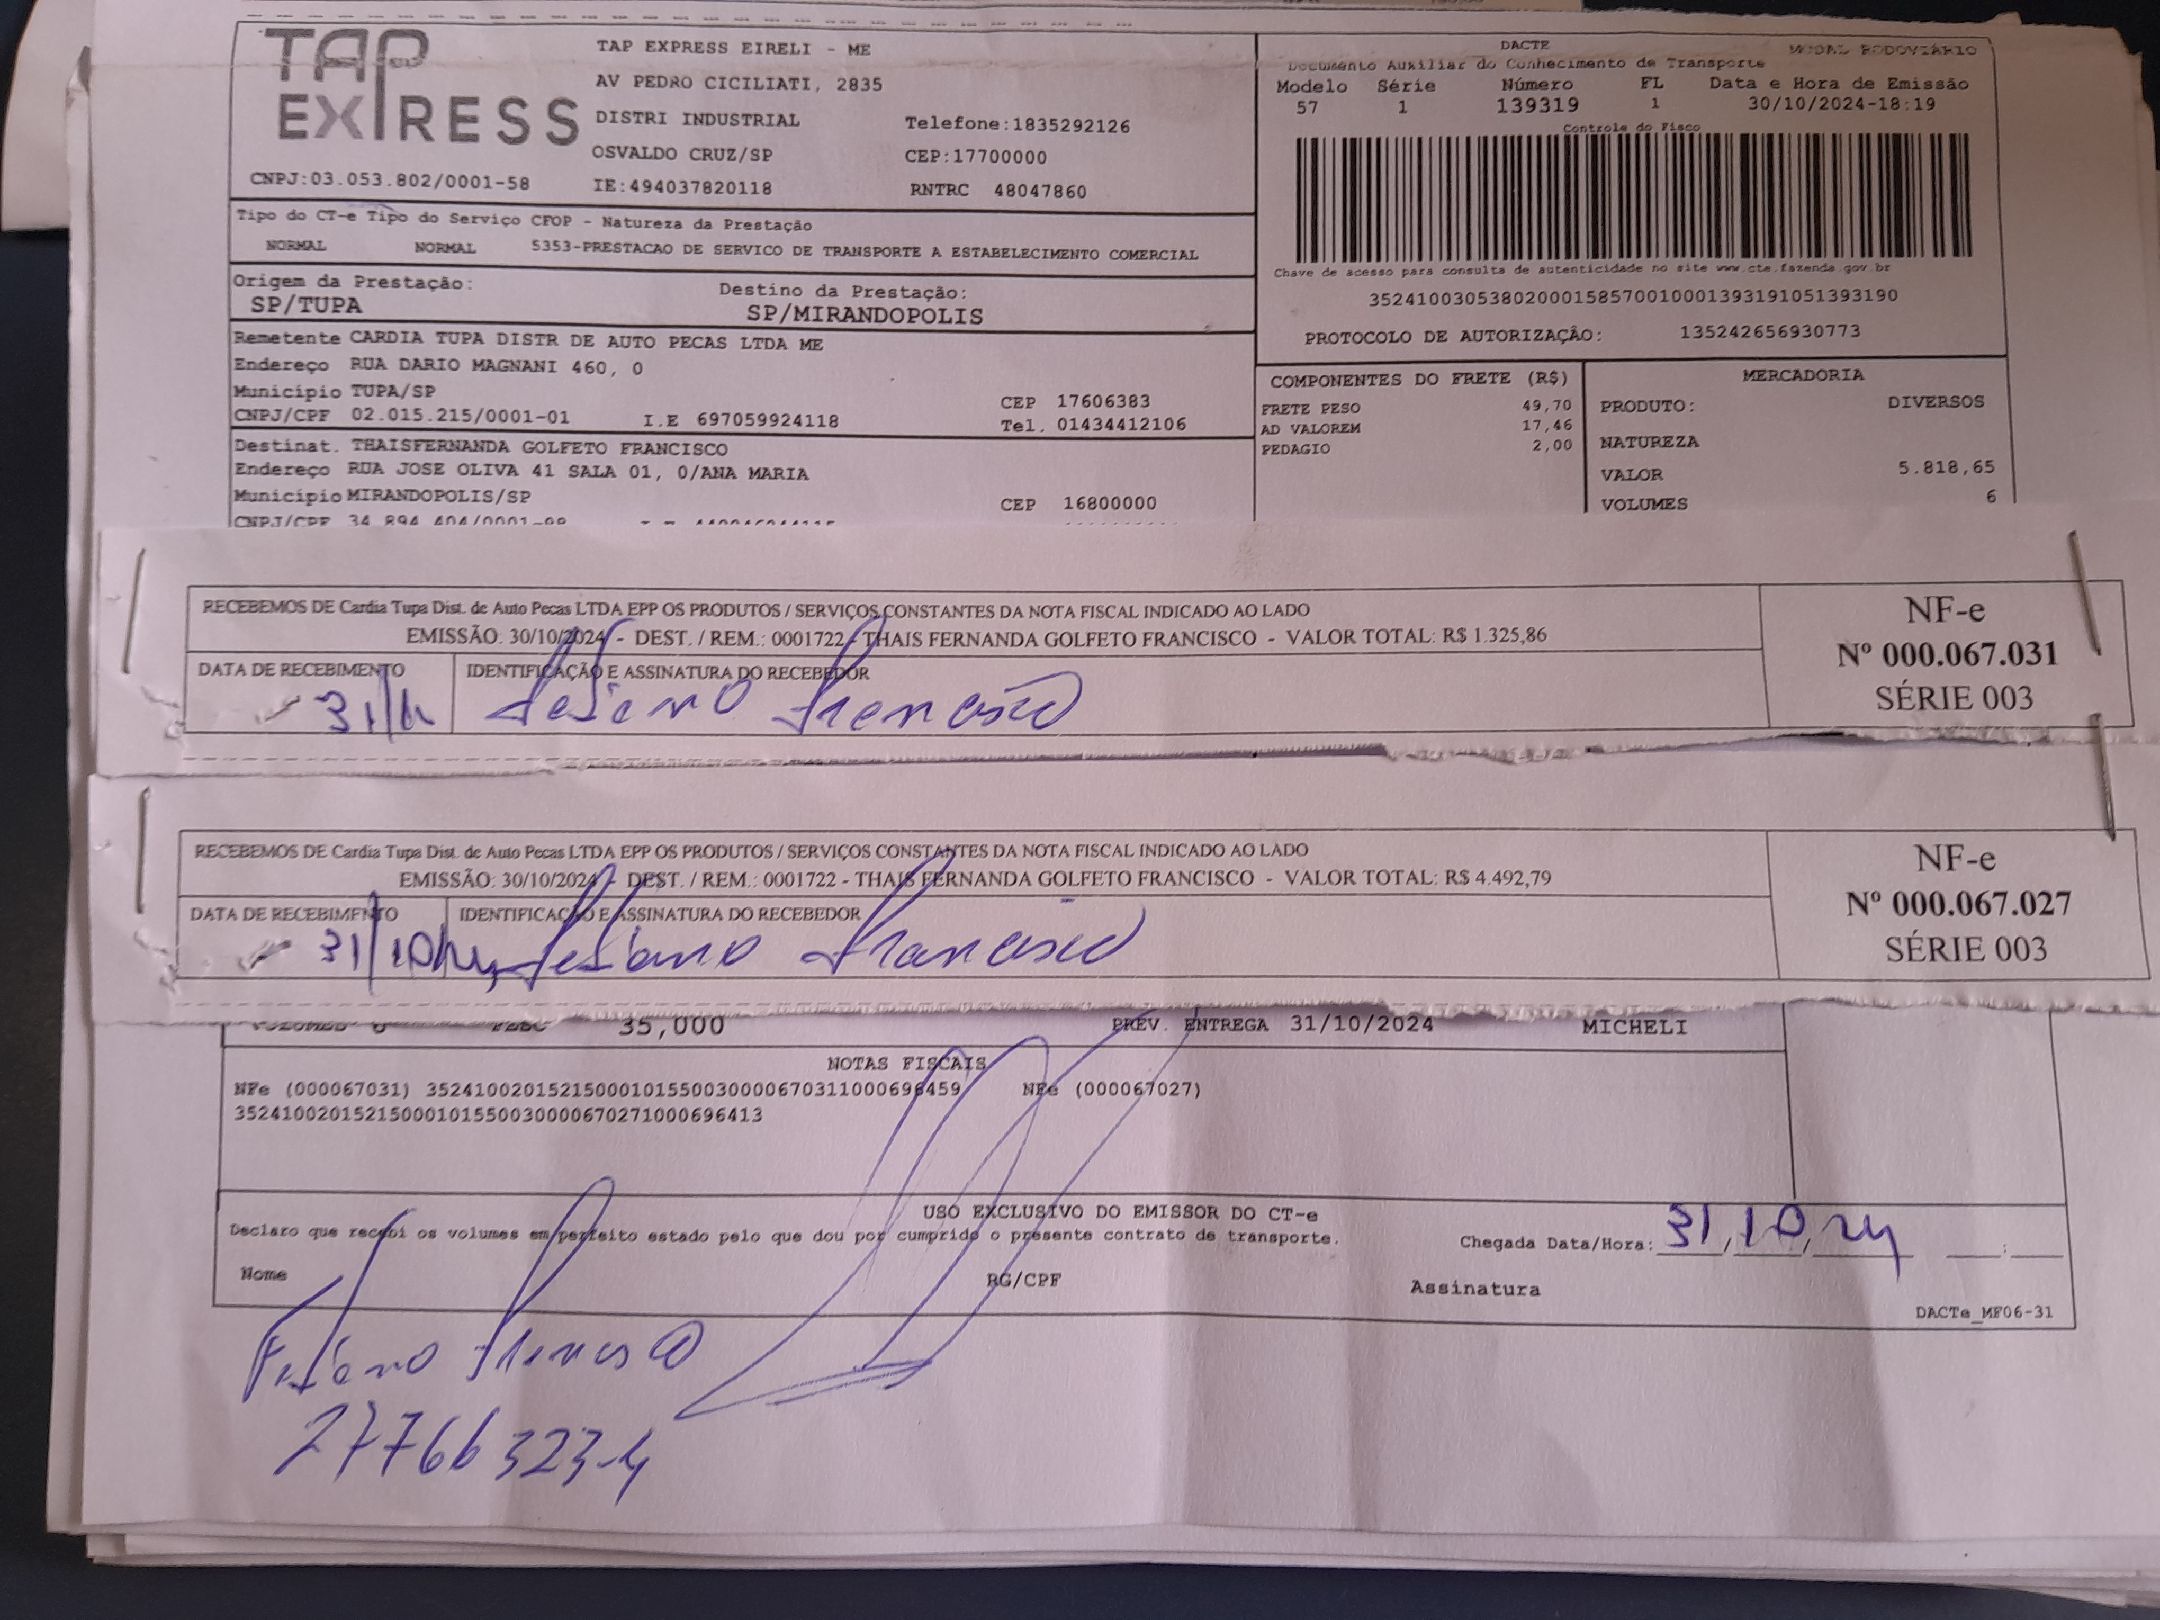 TAP EXPRESS
TAP EXPRESS EIRELI - ME
AV PEDRO CICILIATI, 2835
DISTRI INDUSTRIAL Telefone:1835292126
OSVALDO CRUZ/SP CEP:17700000
CNPJ:03.053.802/0001-58 IE:494037820118 RNTRC 48047860
DACTE MODAL RODOVIÁRIO
Documento Auxiliar do Conhecimento de Transporte
Modelo Série Número FL Data e Hora de Emissão
57 1 139319 1 30/10/2024-18:19
Controle do Fisco
Chave de acesso para consulta de autenticidade no site www.cte.fazenda.gov.br
35241003053802000158570010001393191051393190
PROTOCOLO DE AUTORIZAÇÃO: 135242656930773
Tipo do CT-e Tipo do Serviço CFOP - Natureza da Prestação
NORMAL NORMAL 5353-PRESTACAO DE SERVICO DE TRANSPORTE A ESTABELECIMENTO COMERCIAL
Origem da Prestação: Destino da Prestação:
SP/TUPA SP/MIRANDOPOLIS
Remetente CARDIA TUPA DISTR DE AUTO PECAS LTDA ME
Endereço RUA DARIO MAGNANI 460, 0
Município TUPA/SP CEP 17606383
CNPJ/CPF 02.015.215/0001-01 I.E 697059924118 Tel. 01434412106
Destinat. THAISFERNANDA GOLFETO FRANCISCO
Endereço RUA JOSE OLIVA 41 SALA 01, 0/ANA MARIA
Município MIRANDOPOLIS/SP CEP 16800000
CNPJ/CPF 34.894.404/0001-98
COMPONENTES DO FRETE (R$)
FRETE PESO 49,70
AD VALOREM 17,46
PEDAGIO 2,00
MERCADORIA
PRODUTO: DIVERSOS
NATUREZA
VALOR 5.818,65
VOLUMES 6
RECEBEMOS DE Cardia Tupa Dist. de Auto Pecas LTDA EPP OS PRODUTOS / SERVIÇOS CONSTANTES DA NOTA FISCAL INDICADO AO LADO
EMISSÃO: 30/10/2024 - DEST. / REM.: 0001722 - THAIS FERNANDA GOLFETO FRANCISCO - VALOR TOTAL: R$ 1.325,86
DATA DE RECEBIMENTO IDENTIFICAÇÃO E ASSINATURA DO RECEBEDOR
NF-e
Nº 000.067.031
SÉRIE 003
RECEBEMOS DE Cardia Tupa Dist. de Auto Pecas LTDA EPP OS PRODUTOS / SERVIÇOS CONSTANTES DA NOTA FISCAL INDICADO AO LADO
EMISSÃO: 30/10/2024 - DEST. / REM.: 0001722 - THAIS FERNANDA GOLFETO FRANCISCO - VALOR TOTAL: R$ 4.492,79
DATA DE RECEBIMENTO IDENTIFICAÇÃO E ASSINATURA DO RECEBEDOR
31/10/24
NF-e
Nº 000.067.027
SÉRIE 003
VOLUMES 6 PESO 35,000 PREV. ENTREGA 31/10/2024 MICHELI
NOTAS FISCAIS
NFe (000067031) 35241002015215000101550030000670311000696459 NFe (000067027)
35241002015215000101550030000670271000696413
USO EXCLUSIVO DO EMISSOR DO CT-e
Declaro que recebi os volumes em perfeito estado pelo que dou por cumprido o presente contrato de transporte.
Chegada Data/Hora: 31,10,24
Nome RG/CPF Assinatura
DACTe_MF06-31
27766323-4